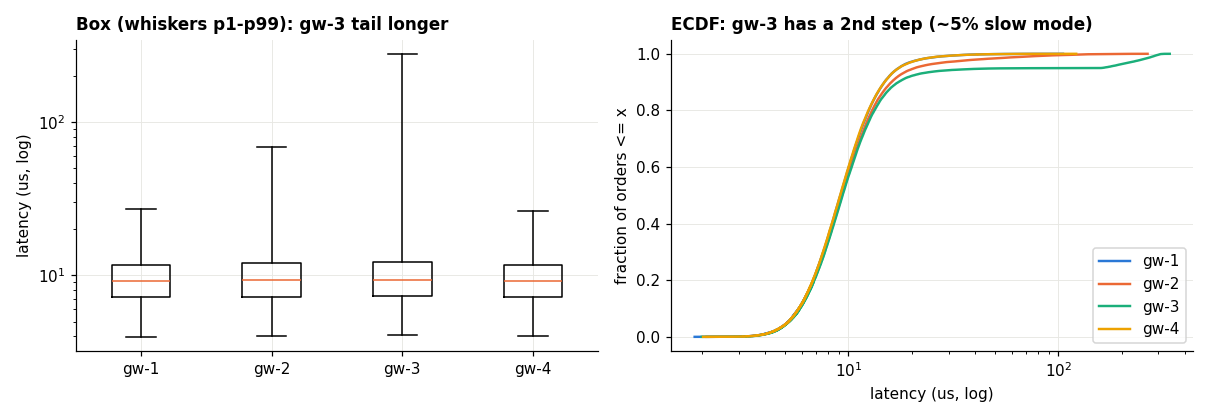 Box (whiskers p1-p99): gw-3 tail longer
latency (us, log)
10²
10¹
gw-1
gw-2
gw-3
gw-4
ECDF: gw-3 has a 2nd step (~5% slow mode)
fraction of orders <= x
1.0
0.8
0.6
0.4
0.2
0.0
10¹
10²
latency (us, log)
gw-1
gw-2
gw-3
gw-4